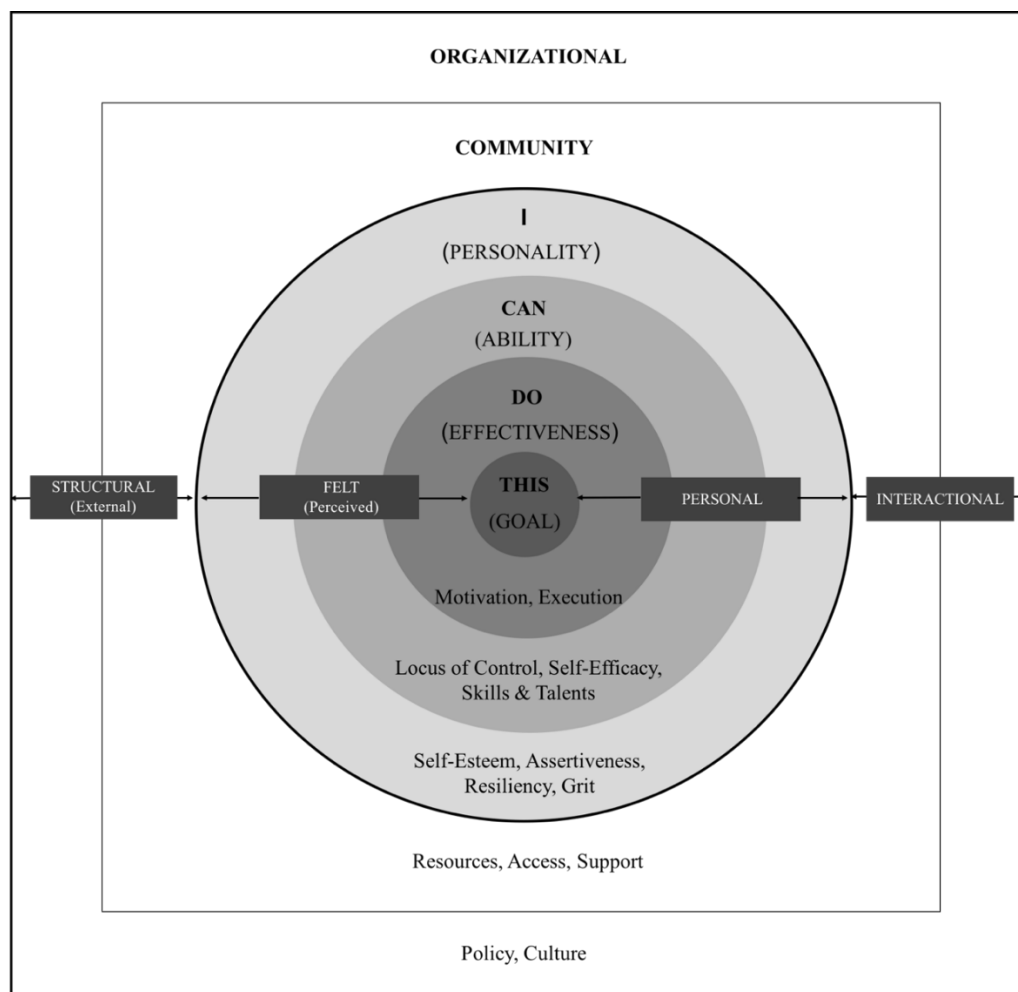 ORGANIZATIONAL
COMMUNITY
I
(PERSONALITY)
CAN
(ABILITY)
DO
(EFFECTIVENESS)
STRUCTURAL
(External)
FELT
(Perceived)
THIS
(GOAL)
PERSONAL
INTERACTIONAL
Motivation, Execution
Locus of Control, Self-Efficacy,
Skills & Talents
Self-Esteem, Assertiveness,
Resiliency, Grit
Resources, Access, Support
Policy, Culture